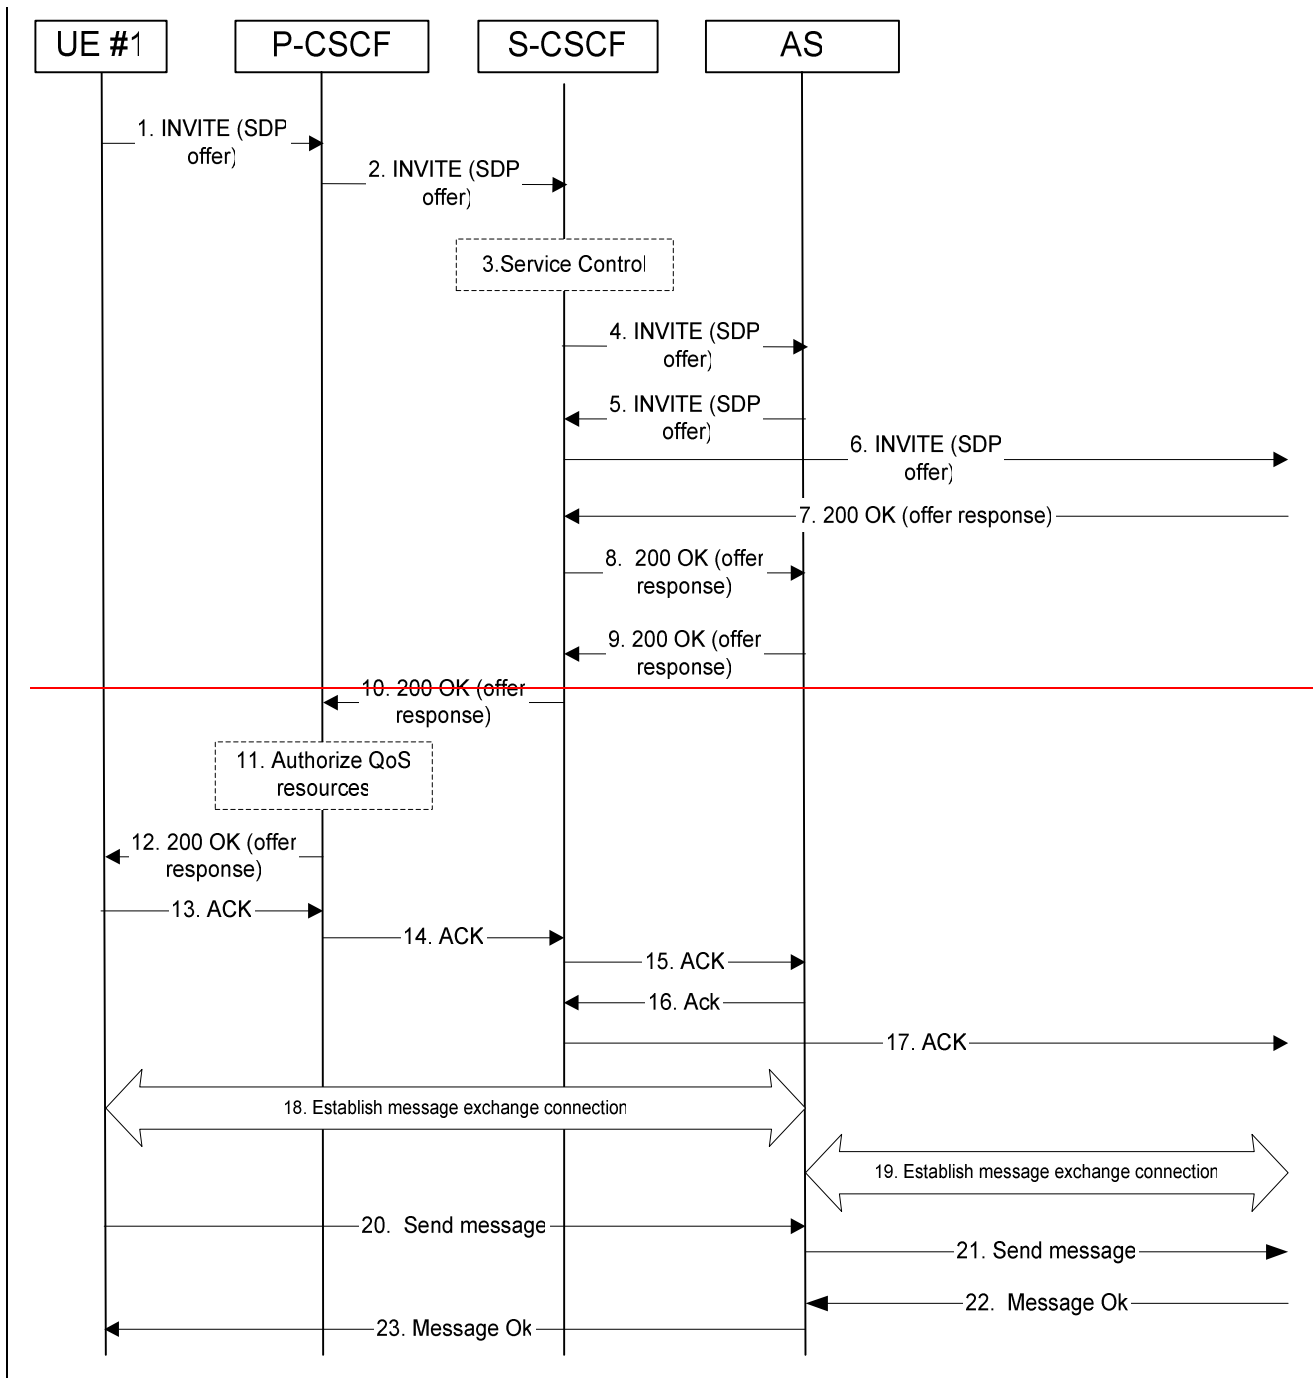 UE #1
P-CSCF
S-CSCF
AS
1. INVITE (SDP
offer)
2. INVITE (SDP
offer)
3.Service Control
4. INVITE (SDP
offer)
5. INVITE (SDP
offer)
6. INVITE (SDP
offer)
7. 200 OK (offer response)
8.  200 OK (offer
response)
9. 200 OK (offer
response)
10. 200 OK (offer
response)
11. Authorize QoS
resources
12. 200 OK (offer
response)
13. ACK
14. ACK
15. ACK
16. Ack
17. ACK
18. Establish message exchange connection
19. Establish message exchange connection
20.  Send message
21. Send message
22.  Message Ok
23. Message Ok